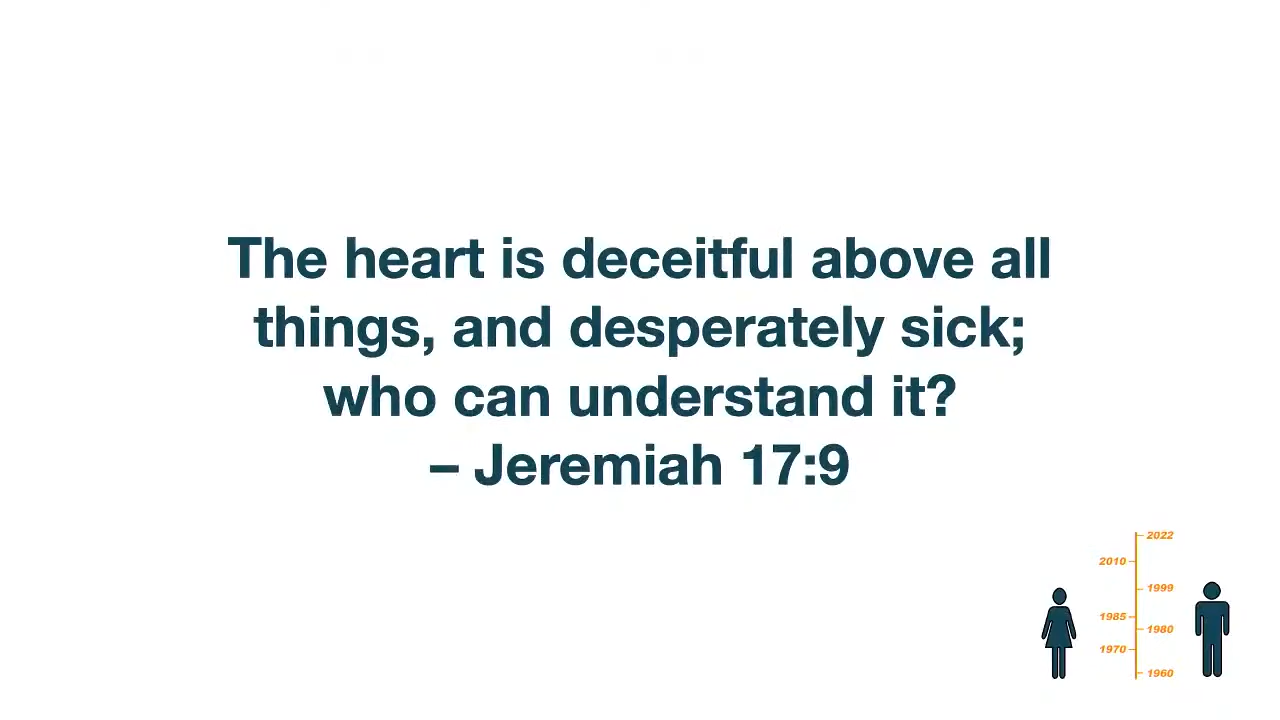 The heart is deceitful above all
things, and desperately sick;
who can understand it?
– Jeremiah 17:9
2022
2010
1999
1985
1980
1970
1960